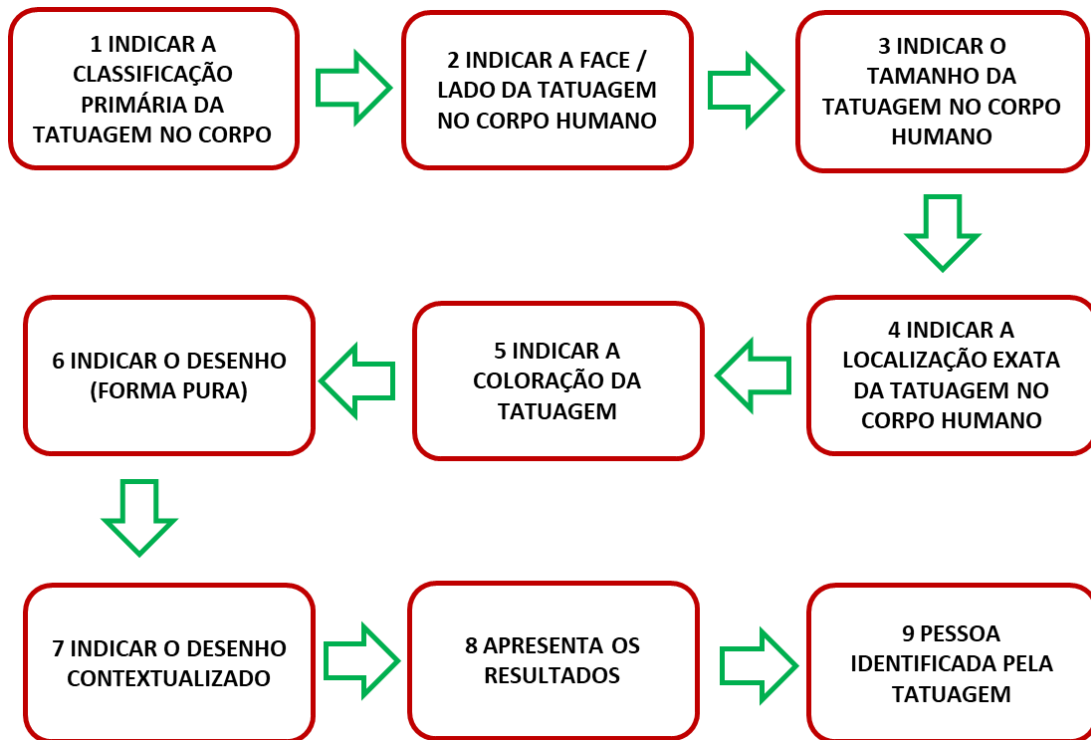 1 INDICAR A
CLASSIFICAÇÃO
PRIMÁRIA DA
TATUAGEM NO CORPO
2 INDICAR A FACE /
LADO DA TATUAGEM
NO CORPO HUMANO
3 INDICAR O
TAMANHO DA
TATUAGEM NO CORPO
HUMANO
4 INDICAR A
LOCALIZAÇÃO EXATA
DA TATUAGEM NO
CORPO HUMANO
5 INDICAR A
COLORAÇÃO DA
TATUAGEM
6 INDICAR O DESENHO
(FORMA PURA)
7 INDICAR O DESENHO
CONTEXTUALIZADO
8 APRESENTA OS
RESULTADOS
9 PESSOA
IDENTIFICADA PELA
TATUAGEM